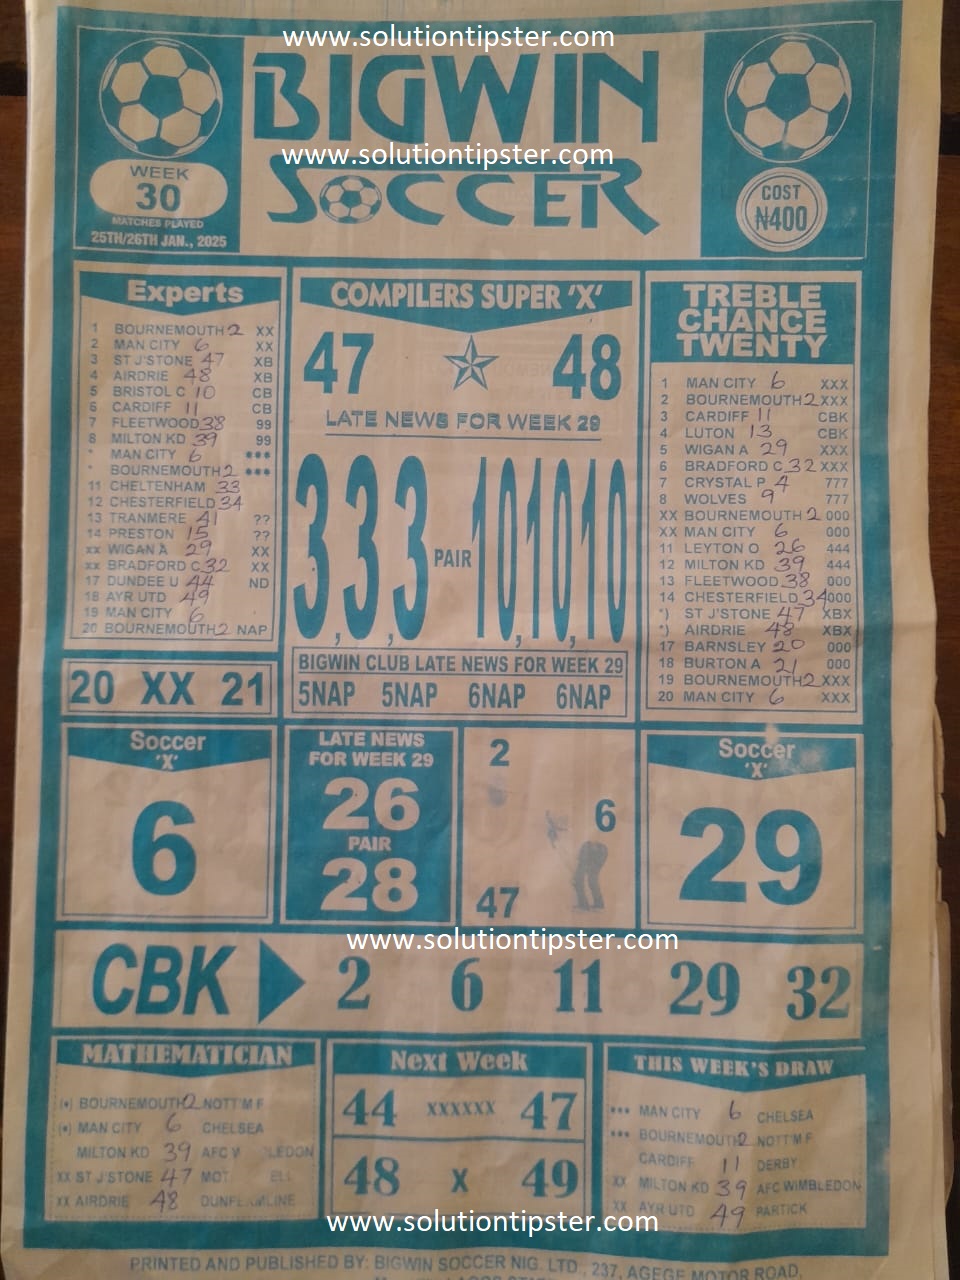 www.solutiontipster.com
BIGWIN
www.solutiontipster.com
SOCCER
WEEK
30
MATCHES PLAYED
25TH/26TH JAN., 2025
COST
₦400
Experts
1 BOURNEMOUTH 2 XX
2 MAN CITY 6 XX
3 ST J'STONE 47 XB
4 AIRDRIE 48 XB
5 BRISTOL C 10 CB
6 CARDIFF 11 CB
7 FLEETWOOD 38 99
8 MILTON KD 39 99
* MAN CITY 6 ***
* BOURNEMOUTH 2 ***
11 CHELTENHAM 33
12 CHESTERFIELD 34
13 TRANMERE 41 ??
14 PRESTON 15 ??
xx WIGAN A 29 XX
xx BRADFORD C 32 XX
17 DUNDEE U 44 ND
18 AYR UTD 49
19 MAN CITY 6
20 BOURNEMOUTH 2 NAP
20 XX 21
COMPILERS SUPER 'X'
47 48
LATE NEWS FOR WEEK 29
3,3,3 PAIR 10,10,10
BIGWIN CLUB LATE NEWS FOR WEEK 29
5NAP 5NAP 6NAP 6NAP
TREBLE
CHANCE
TWENTY
1 MAN CITY 6 XXX
2 BOURNEMOUTH 2 XXX
3 CARDIFF 11 CBK
4 LUTON 13 CBK
5 WIGAN A 29 XXX
6 BRADFORD C 32 XXX
7 CRYSTAL P 4 777
8 WOLVES 9 777
XX BOURNEMOUTH 2 000
XX MAN CITY 6 000
11 LEYTON O 26 444
12 MILTON KD 39 444
13 FLEETWOOD 38 000
14 CHESTERFIELD 34 000
*) ST J'STONE 47 XBX
*) AIRDRIE 48 XBX
17 BARNSLEY 20 000
18 BURTON A 21 000
19 BOURNEMOUTH 2 XXX
20 MAN CITY 6 XXX
Soccer
'X'
6
LATE NEWS
FOR WEEK 29
26
PAIR
28
2
6
47
Soccer
'X'
29
www.solutiontipster.com
CBK 2 6 11 29 32
MATHEMATICIAN
(*) BOURNEMOUTH 2 NOTT'M F
(*) MAN CITY 6 CHELSEA
MILTON KD 39 AFC
XX ST J'STONE 47
XX AIRDRIE 48 DUNFERMLINE
Next Week
44 XXXXXX 47
48 X 49
THIS WEEK'S DRAW
*** MAN CITY 6 CHELSEA
*** BOURNEMOUTH 2 NOTT'M F
CARDIFF 11 DERBY
XX MILTON KD 39 AFC WIMBLEDON
XX AYR UTD 49 PARTICK
www.solutiontipster.com
PRINTED AND PUBLISHED BY: BIGWIN SOCCER NIG. LTD., 237, AGEGE MOTOR ROAD,